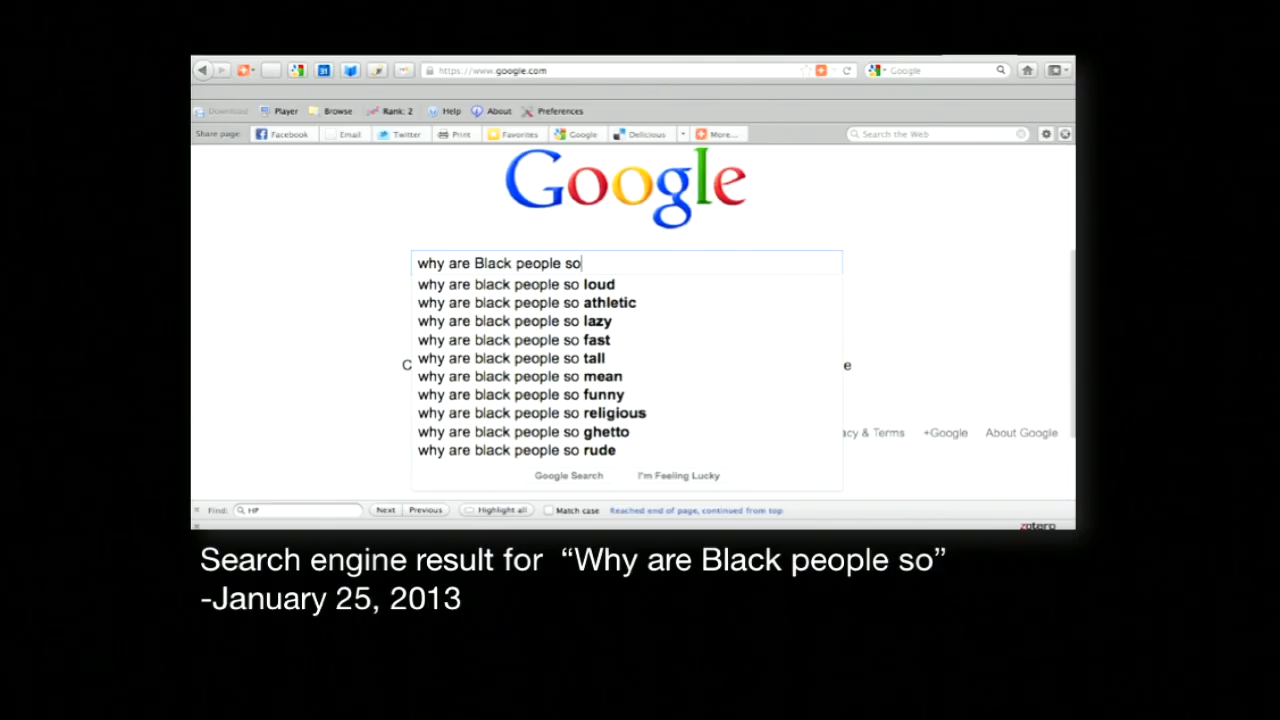 https://www.google.com
Google
Download Player Browse Rank: 2 Help About Preferences
Share page: Facebook Email Twitter Print Favorites Google Delicious More... Search the Web
Google
why are Black people so
why are black people so loud
why are black people so athletic
why are black people so lazy
why are black people so fast
why are black people so tall
C e
why are black people so mean
why are black people so funny
why are black people so religious
why are black people so ghetto
acy & Terms +Google About Google
why are black people so rude
Google Search I'm Feeling Lucky
Find: HP Next Previous Highlight all Match case Reached end of page, continued from top
zotero
Search engine result for “Why are Black people so”
-January 25, 2013